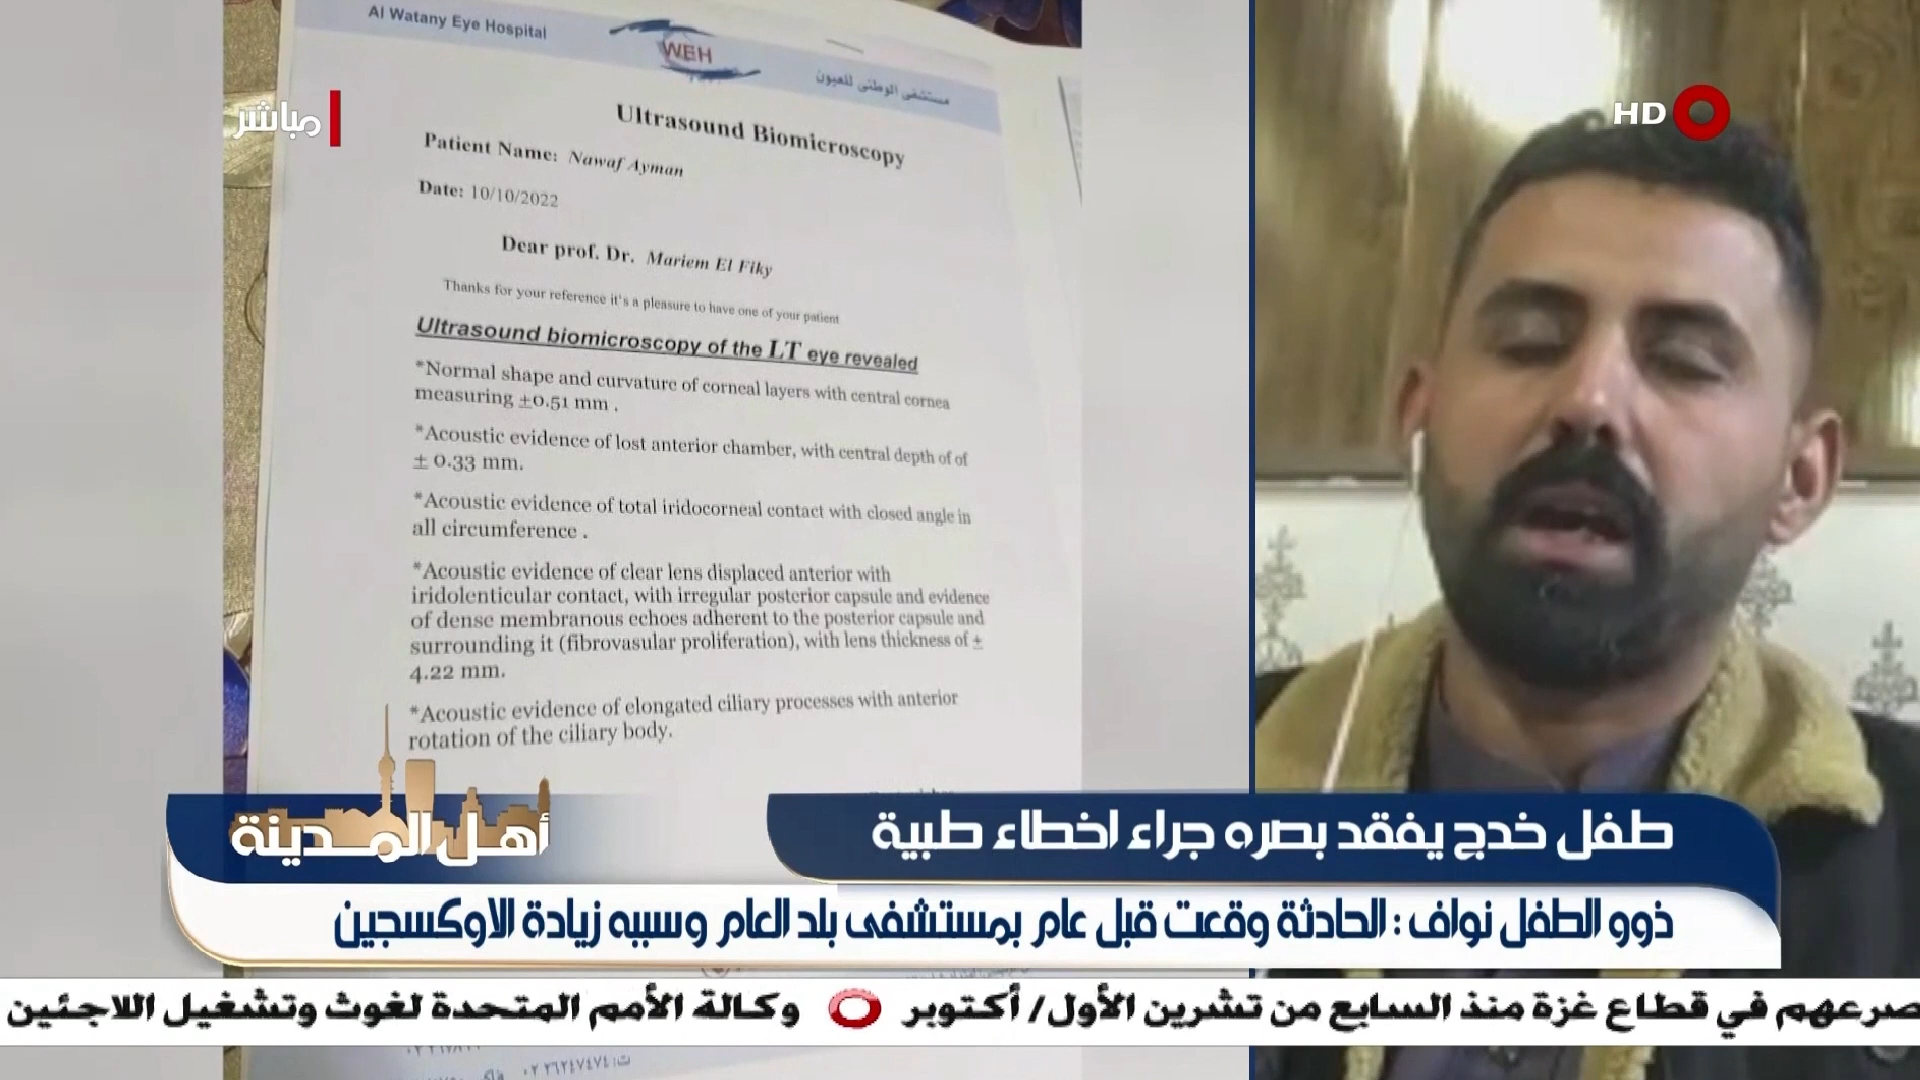 Al Watany Eye Hospital
WEH
مستشفى الوطنى للعيون
مباشر
HD
Ultrasound Biomicroscopy
Patient Name: Nawaf Ayman
Date: 10/10/2022
Dear prof. Dr. Mariem El Fiky
Thanks for your reference it's a pleasure to have one of your patient
Ultrasound biomicroscopy of the LT eye revealed
*Normal shape and curvature of corneal layers with central cornea
measuring ±0.51 mm .
*Acoustic evidence of lost anterior chamber, with central depth of of
± 0.33 mm.
*Acoustic evidence of total iridocorneal contact with closed angle in
all circumference .
*Acoustic evidence of clear lens displaced anterior with
iridolenticular contact, with irregular posterior capsule and evidence
of dense membranous echoes adherent to the posterior capsule and
surrounding it (fibrovasular proliferation), with lens thickness of ±
4.22 mm.
*Acoustic evidence of elongated ciliary processes with anterior
rotation of the ciliary body.
أهل المدينة
طفل خدج يفقد بصره جراء اخطاء طبية
ذوو الطفل نواف : الحادثة وقعت قبل عام بمستشفى بلد العام وسببه زيادة الاوكسجين
صرعهم في قطاع غزة منذ السابع من تشرين الأول/ أكتوبر وكالة الأمم المتحدة لغوث وتشغيل اللاجئين